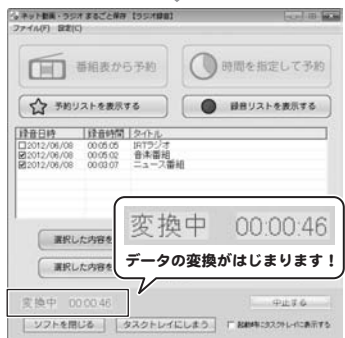 ネット動画・ラジオ まるごと保存 【ラジオ録音】
ファイル(F) 設定(C)
番組表から予約
時間を指定して予約
予約リストを表示する
録音リストを表示する
録音日時 録音時間 タイトル
2012/06/08 00:05:05 IRTラジオ
2012/06/08 00:05:02 音楽番組
2012/06/08 00:03:07 ニュース番組
選択した内容を
選択した内容を
変換中 00:00:46
データの変換がはじまります！
変換中 00:00:46
中止する
ソフトを閉じる
タスクトレイにしまう
起動時にタスクトレイに表示する